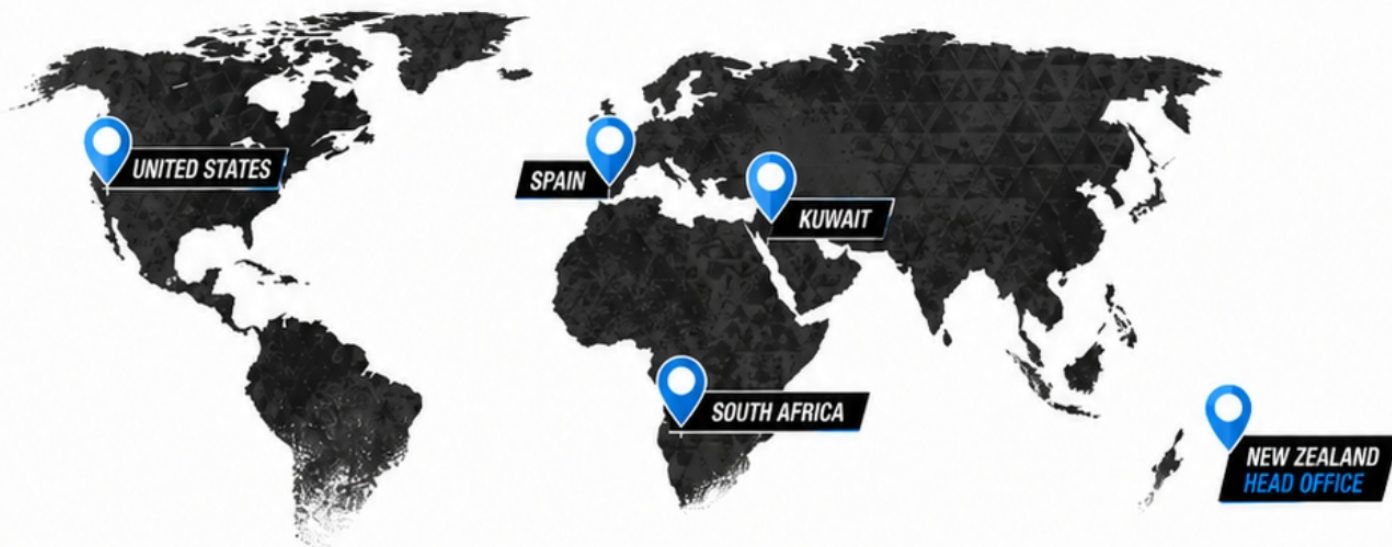 UNITED STATES
SPAIN
KUWAIT
SOUTH AFRICA
NEW ZEALAND
HEAD OFFICE